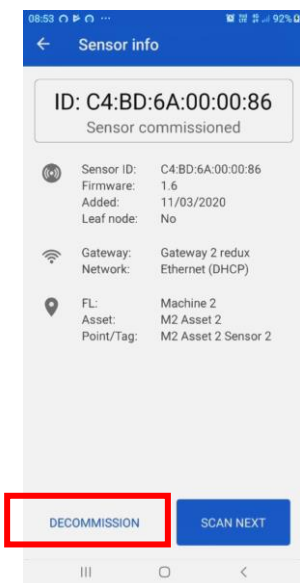 08:53 ... 92%
Sensor info
ID: C4:BD:6A:00:00:86
Sensor commissioned
Sensor ID: C4:BD:6A:00:00:86
Firmware: 1.6
Added: 11/03/2020
Leaf node: No
Gateway: Gateway 2 redux
Network: Ethernet (DHCP)
FL: Machine 2
Asset: M2 Asset 2
Point/Tag: M2 Asset 2 Sensor 2
DECOMMISSION SCAN NEXT